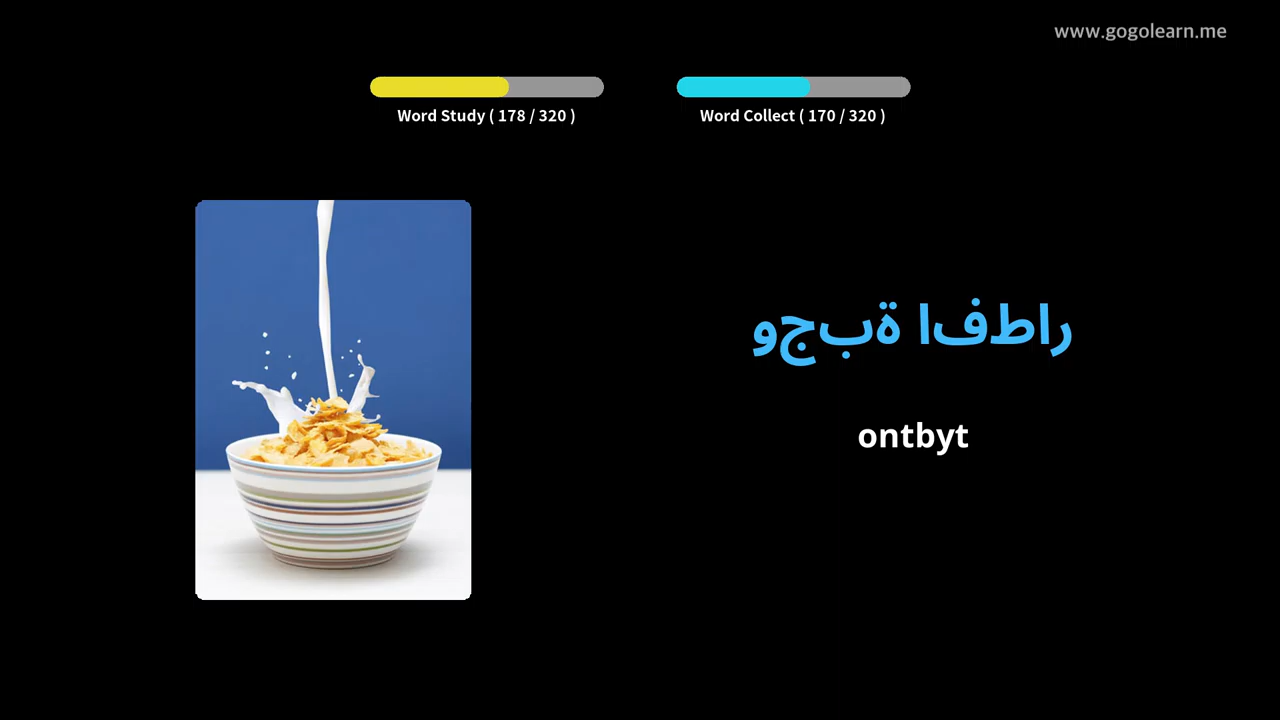 www.gogolearn.me
Word Study ( 178 / 320 )
Word Collect ( 170 / 320 )
وجبة افطار
ontbyt